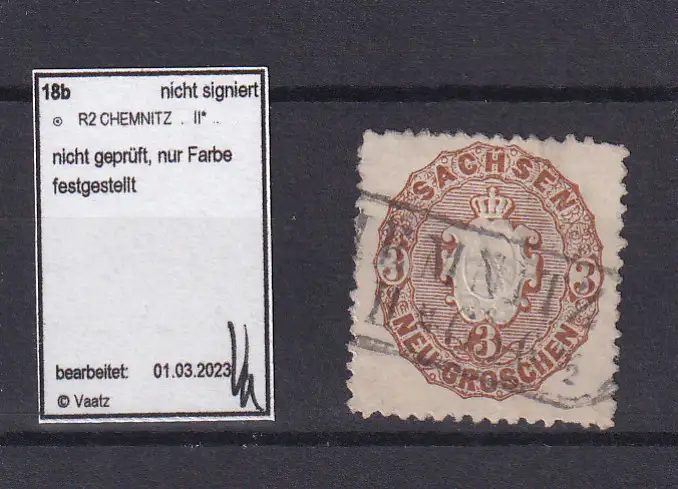 18b nicht signiert
⊙ R2 CHEMNITZ . II* ..
nicht geprüft, nur Farbe
festgestellt
bearbeitet: 01.03.2023
© Vaatz
SACHSEN
3 3
3
NEU-GROSCHEN